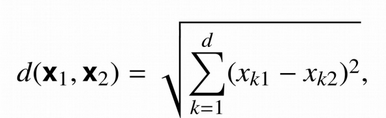 d(𝐱₁, 𝐱₂) = √(∑_{k=1}^{d} (x_{k1} − x_{k2})²),